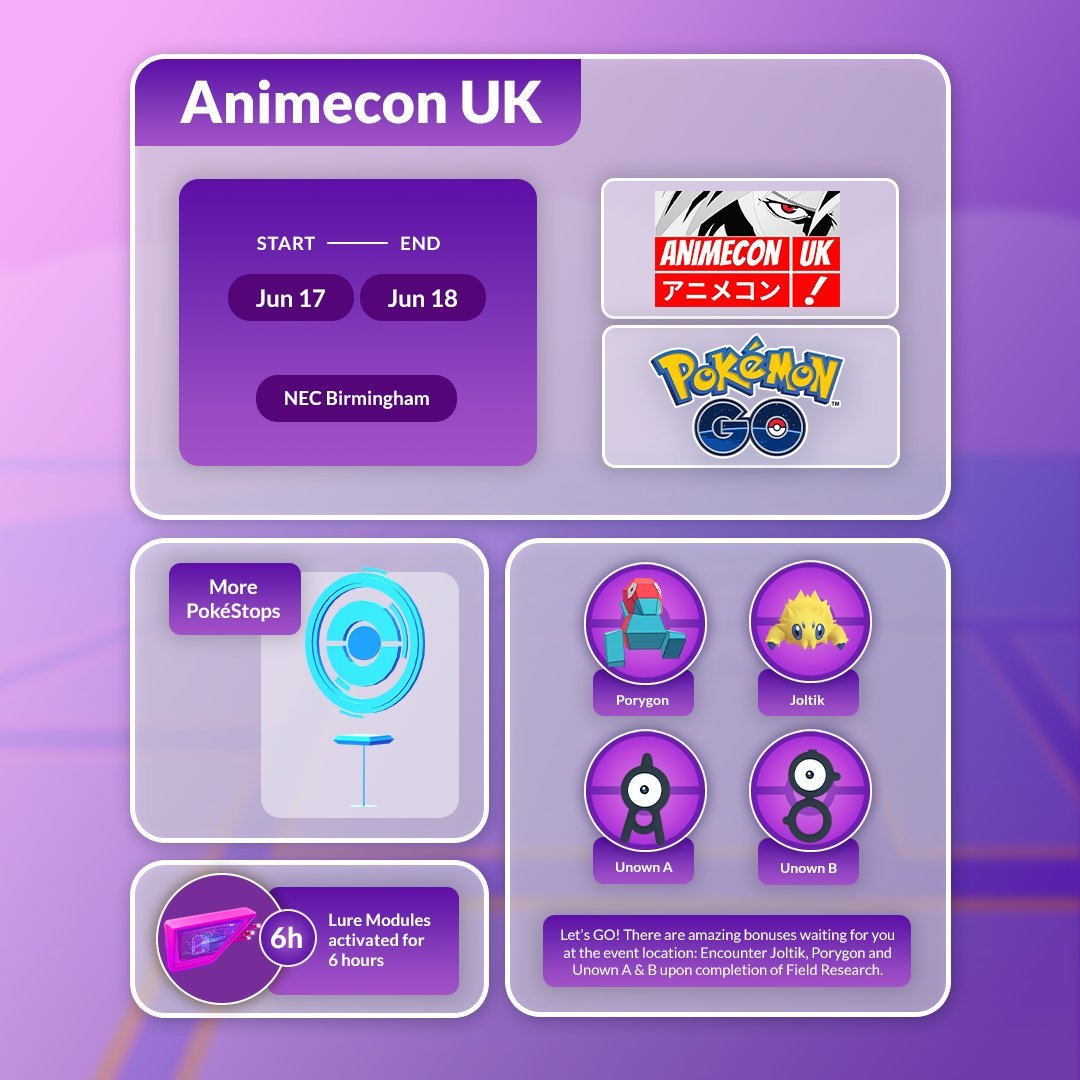 Animecon UK
START
END
Jun 17
Jun 18
NEC Birmingham
ANIMECON UK
アニメコン !
POKÉMON
TM
GO
More
PokéStops
6h
Lure Modules
activated for
6 hours
Porygon
Joltik
Unown A
Unown B
Let's GO! There are amazing bonuses waiting for you
at the event location: Encounter Joltik, Porygon and
Unown A & B upon completion of Field Research.